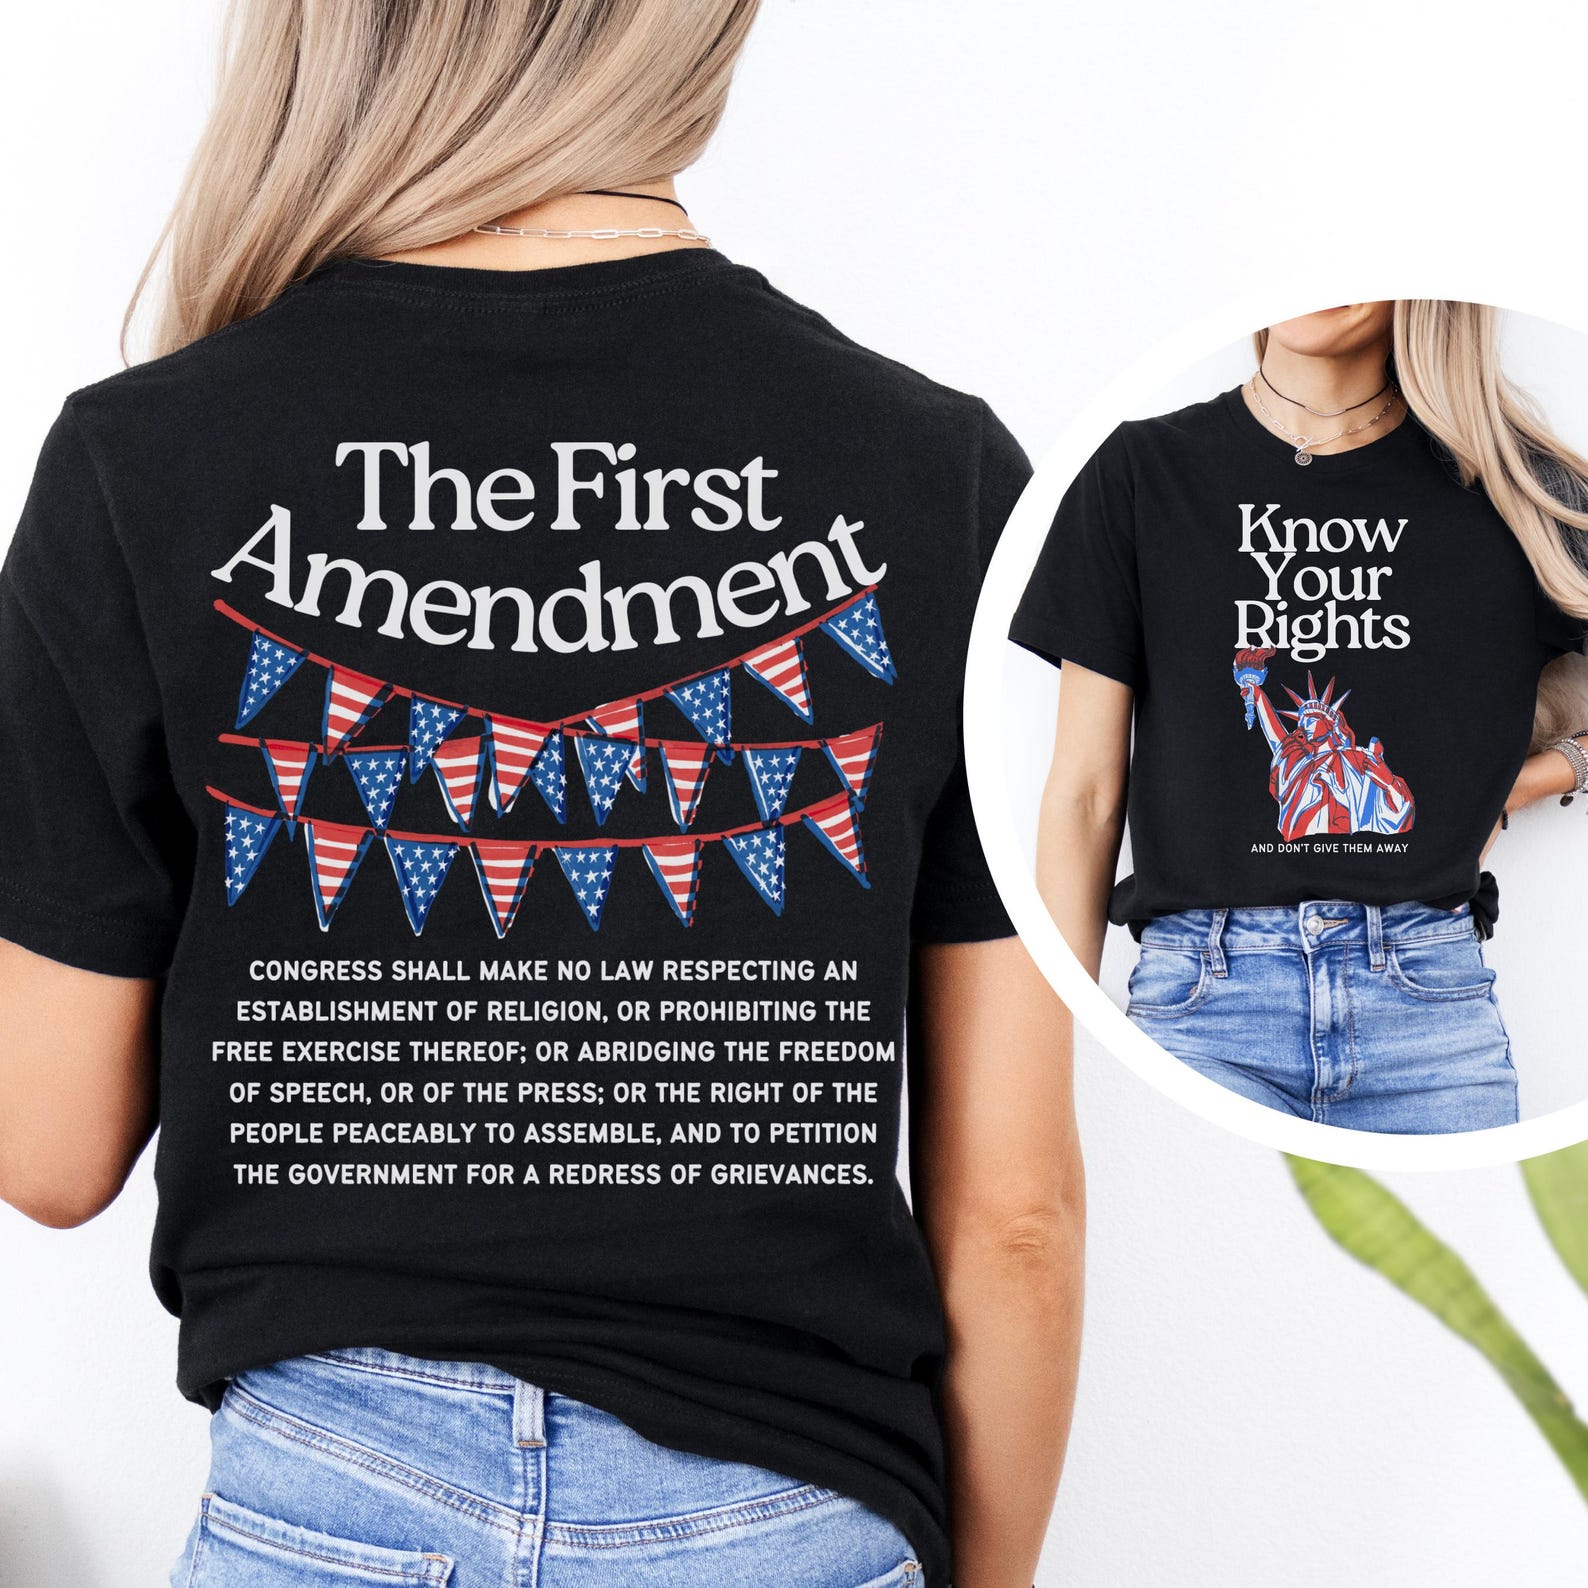 The First
Amendment
CONGRESS SHALL MAKE NO LAW RESPECTING AN
ESTABLISHMENT OF RELIGION, OR PROHIBITING THE
FREE EXERCISE THEREOF; OR ABRIDGING THE FREEDOM
OF SPEECH, OR OF THE PRESS; OR THE RIGHT OF THE
PEOPLE PEACEABLY TO ASSEMBLE, AND TO PETITION
THE GOVERNMENT FOR A REDRESS OF GRIEVANCES.
Know
Your
Rights
AND DON'T GIVE THEM AWAY